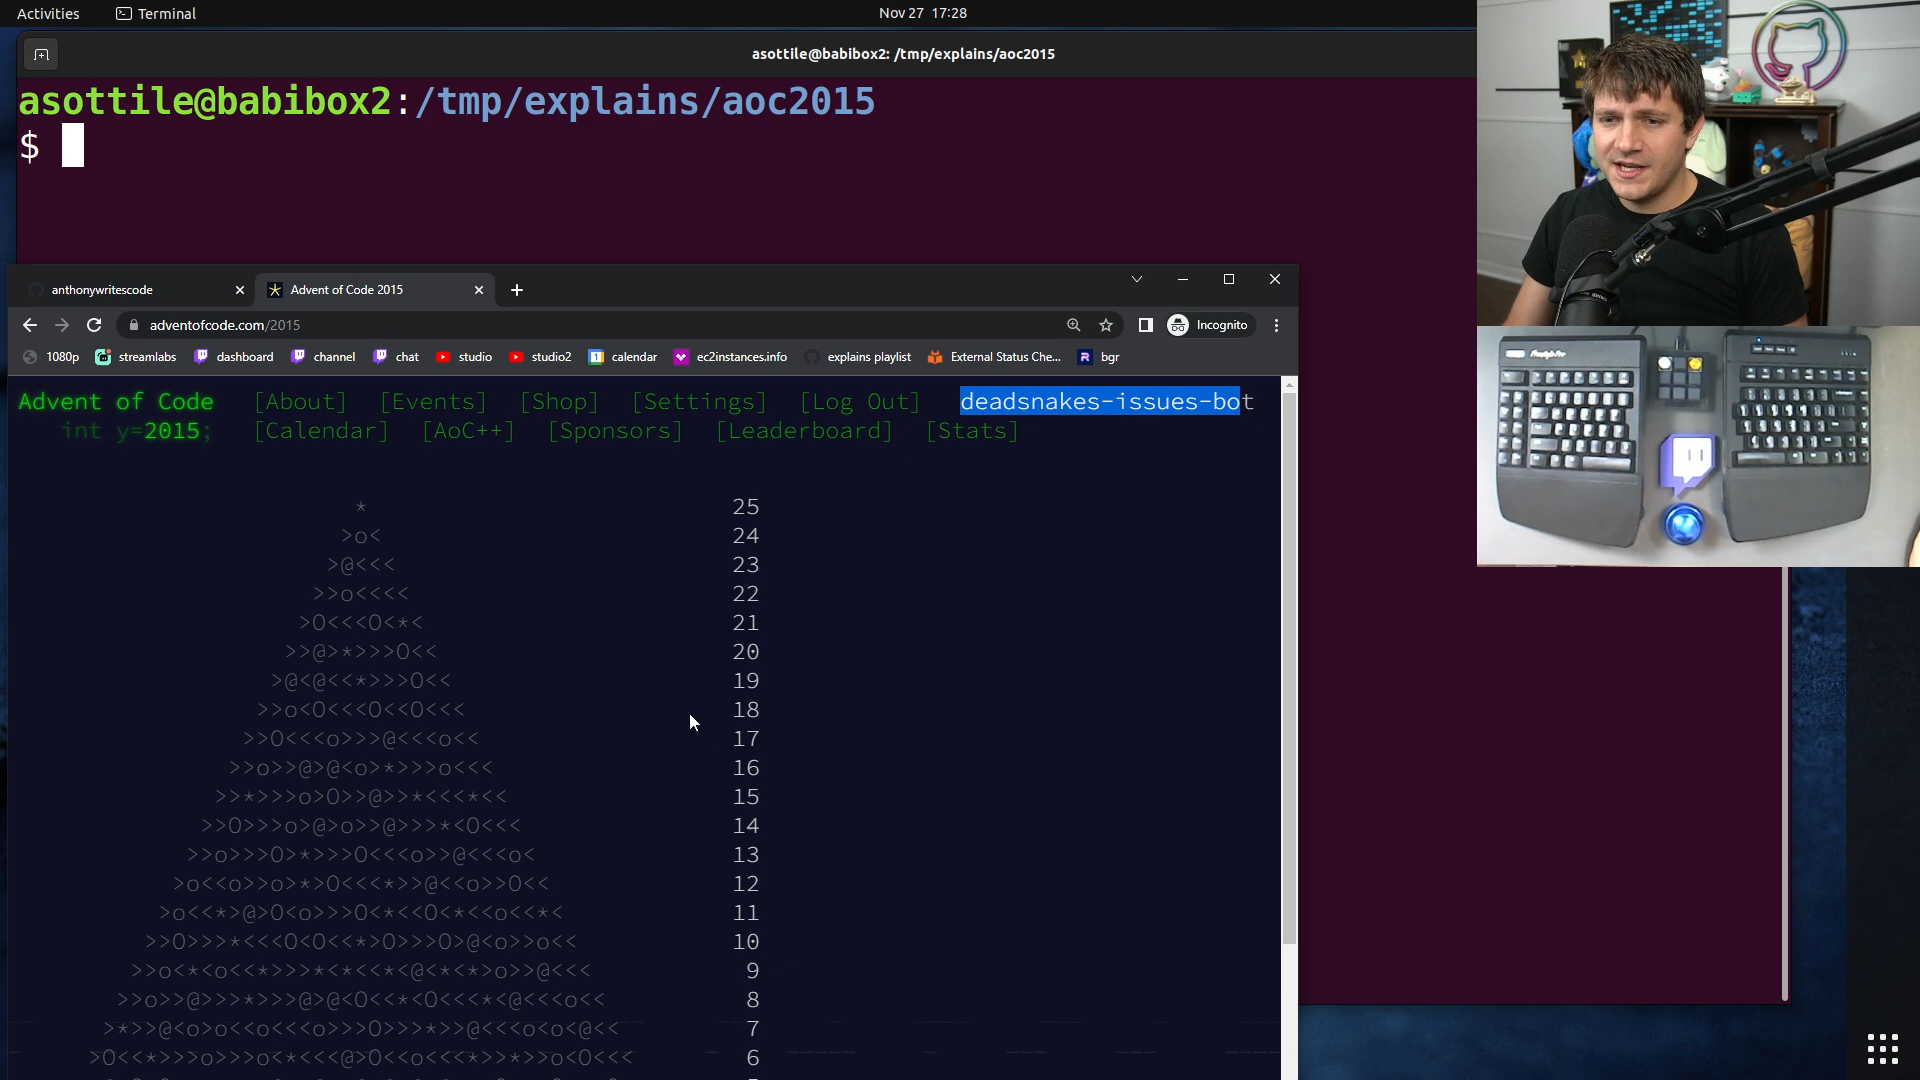 Activities Terminal Nov 27 17:28
asottile@babibox2: /tmp/explains/aoc2015
asottile@babibox2:/tmp/explains/aoc2015
$
anthonywritescode Advent of Code 2015
adventofcode.com/2015 Incognito
1080p streamlabs dashboard channel chat studio studio2 calendar ec2instances.info explains playlist External Status Che... bgr
Advent of Code [About] [Events] [Shop] [Settings] [Log Out] deadsnakes-issues-bot
int y=2015; [Calendar] [AoC++] [Sponsors] [Leaderboard] [Stats]
* 25
>o< 24
>@<<< 23
>>o<<<< 22
>O<<<O<*< 21
>>@>*>>>O<< 20
>@<@<<*>>>O<< 19
>>o<O<<<O<<O<<< 18
>>O<<<o>>>@<<<o<< 17
>>o>>@>@<o>*>>>o<<< 16
>>*>>>o>O>>@>>*<<<*<< 15
>>O>>>o>@>o>>@>>>*<O<<< 14
>>o>>>O>*>>>O<<<o>>@<<<o< 13
>o<<o>>o>*>O<<<*>>@<<o>>O<< 12
>o<<*>@>O<o>>>O<*<<O<*<<o<<*< 11
>>O>>>*<<<O<O<<*>O>>>O>@<o>>o<< 10
>>o<*<o<<*>>>*<*<<*<@<*<*>o>>@<<< 9
>>o>>@>>>*>>>@>@<O<<*<O<<<*<@<<<o<< 8
>*>>@<o>o<<o<<<o>>>O>>>*>>@<<<o<o<@<< 7
>O<<*>>>o>>>o<*<<<@>O<<o<<<*>>*>>o<O<<< 6